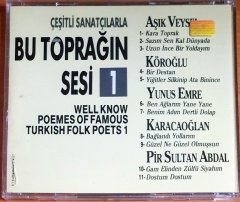 ÇEŞİTLİ SANATÇILARLA
BU TOPRAĞIN
SESİ 1
WELL KNOW
POEMES OF FAMOUS
TURKISH FOLK POETS 1
AŞIK VEYSEL
1- Kara Toprak
2- Sazım Sen Kal Dünyada
3- Uzun İnce Bir Yoldayım
KÖROĞLU
4- Bir Destan
5- Yiğitler Silkinip Ata Binince
YUNUS EMRE
6- Ben Ağlarım Yane Yane
7- Benim Adım Dertli Dolap
KARACAOĞLAN
8- Bağlandı Yollarım
9- Güzel Ne Güzel Olmuşsun
PİR SULTAN ABDAL
10- Gam Elinden Zülfü Siyahım
11- Dostum Dostum